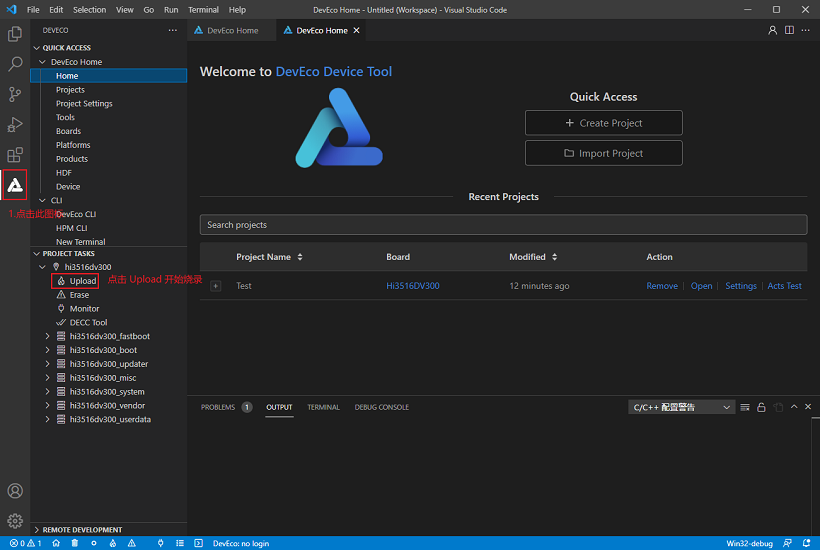 File Edit Selection View Go Run Terminal Help
DevEco Home - Untitled (Workspace) - Visual Studio Code
DEVECO
QUICK ACCESS
DevEco Home
Home
Projects
Project Settings
Tools
Boards
Platforms
Products
HDF
Device
CLI
DevEco CLI
HPM CLI
New Terminal
1.点击此图标
PROJECT TASKS
hi3516dv300
Upload
点击 Upload 开始烧录
Erase
Monitor
DECC Tool
hi3516dv300_fastboot
hi3516dv300_boot
hi3516dv300_updater
hi3516dv300_misc
hi3516dv300_system
hi3516dv300_vendor
hi3516dv300_userdata
REMOTE DEVELOPMENT
DevEco Home
DevEco Home
Welcome to DevEco Device Tool
Quick Access
+ Create Project
Import Project
Recent Projects
Search projects
Project Name Board Modified Action
+ Test Hi3516DV300 12 minutes ago Remove Open Settings Acts Test
PROBLEMS 1 OUTPUT TERMINAL DEBUG CONSOLE
C/C++ 配置警告
0 1 DevEco: no login Win32-debug